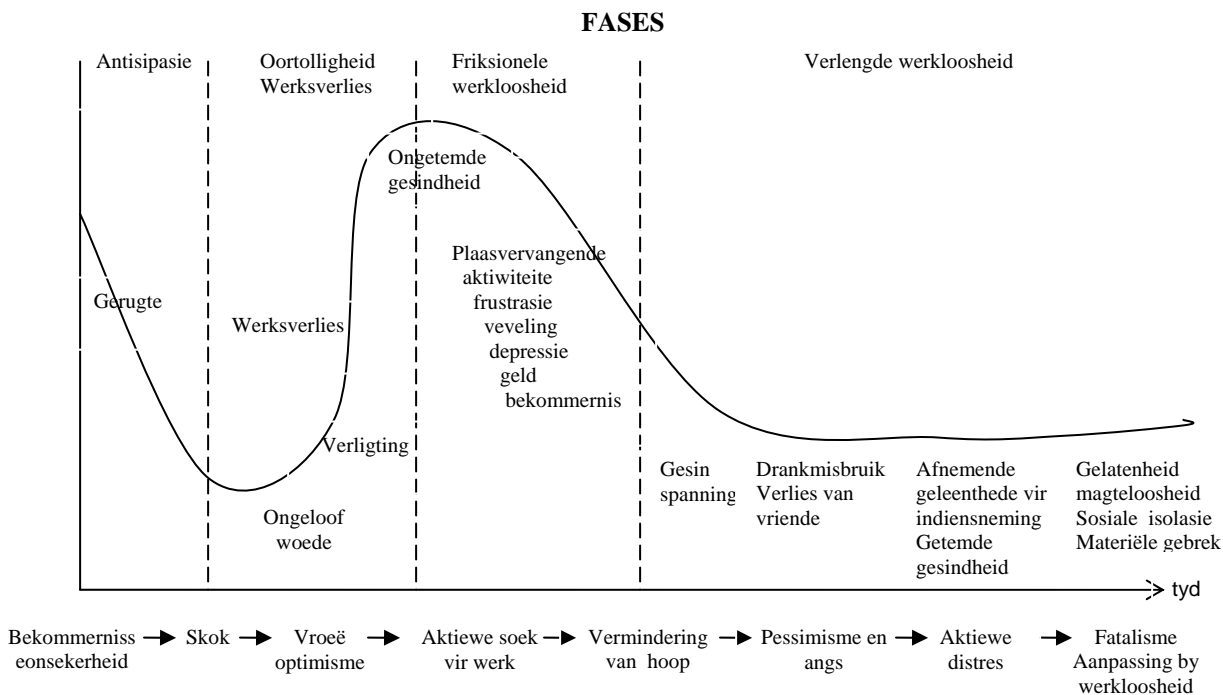 FASES
Antisipasie
Oortolligheid
Werksverlies
Friksionele
werkloosheid
Verlengde werkloosheid
Ongetemde
gesindheid
Gerugte
Werksverlies
Verligting
Ongeloof
woede
Plaasvervangende
aktiwiteite
frustrasie
veveling
depressie
geld
bekommernis
Gesin
spanning
Drankmisbruik
Verlies van
vriende
Afnemende
geleenthede vir
indiensneming
Getemde
gesindheid
Gelatenheid
magteloosheid
Sosiale isolasie
Materiële gebrek
tyd
Bekommerniss
eonsekerheid
Skok
Vroeë
optimisme
Aktiewe soek
vir werk
Vermindering
van hoop
Pessimisme en
angs
Aktiewe
distres
Fatalisme
Aanpassing by
werkloosheid